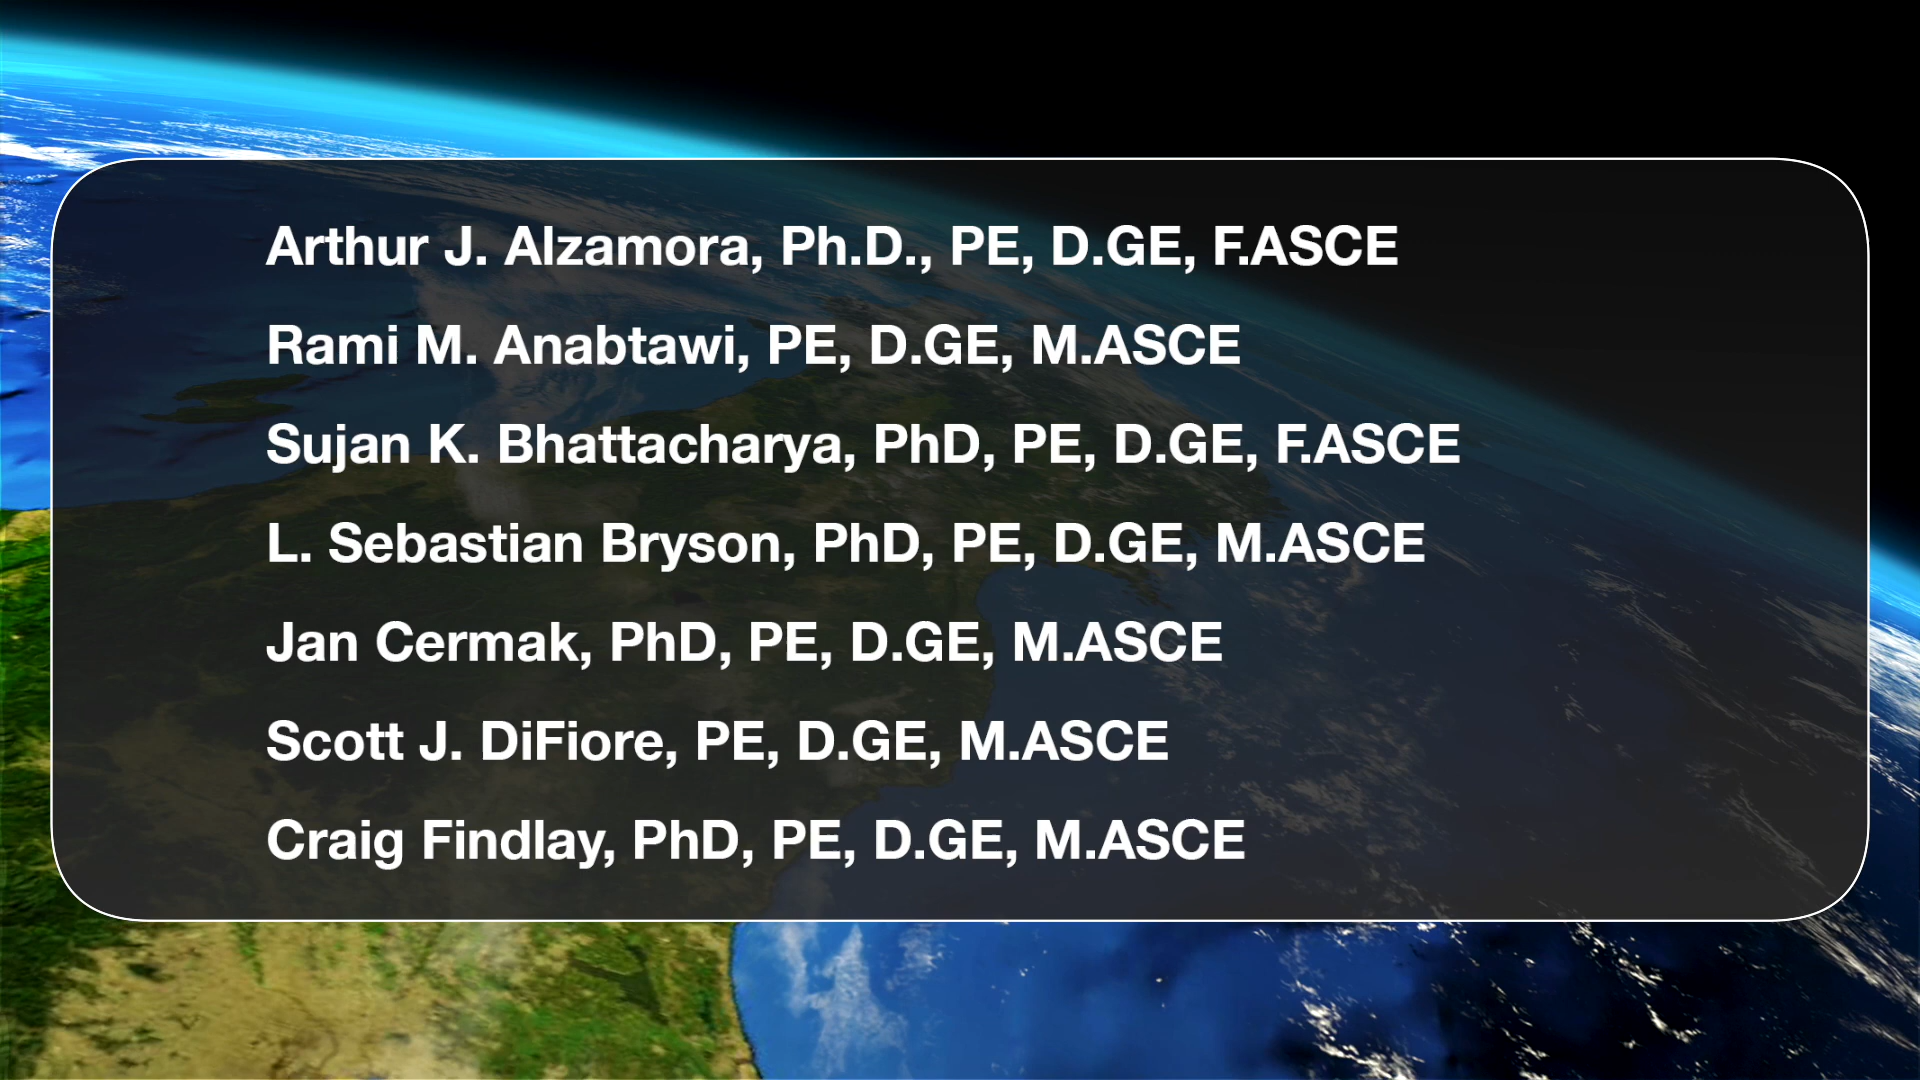 Arthur J. Alzamora, Ph.D., PE, D.GE, F.ASCE
Rami M. Anabtawi, PE, D.GE, M.ASCE
Sujan K. Bhattacharya, PhD, PE, D.GE, F.ASCE
L. Sebastian Bryson, PhD, PE, D.GE, M.ASCE
Jan Cermak, PhD, PE, D.GE, M.ASCE
Scott J. DiFiore, PE, D.GE, M.ASCE
Craig Findlay, PhD, PE, D.GE, M.ASCE